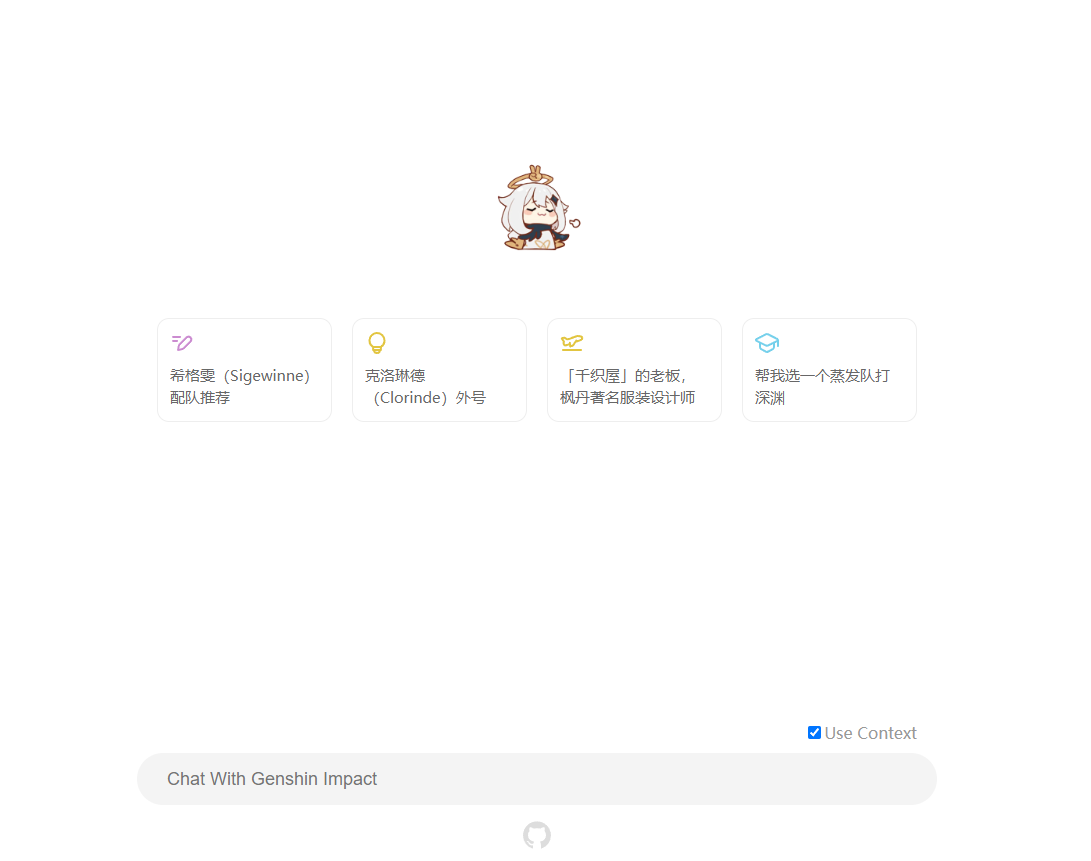 希格雯（Sigewinne）
配队推荐
克洛琳德
（Clorinde）外号
「千织屋」的老板，
枫丹著名服装设计师
帮我选一个蒸发队打
深渊
Use Context
Chat With Genshin Impact